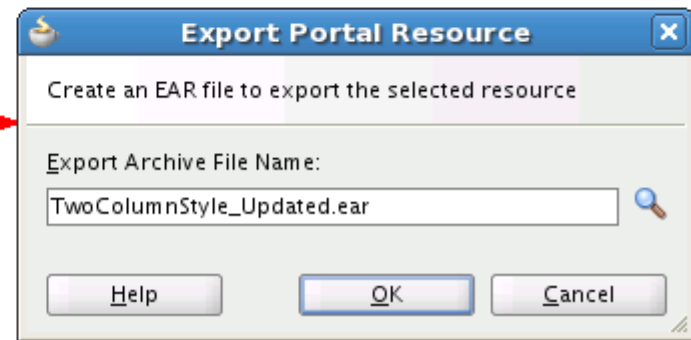 Export Portal Resource
Create an EAR file to export the selected resource
Export Archive File Name:
TwoColumnStyle_Updated.ear
Help
OK
Cancel